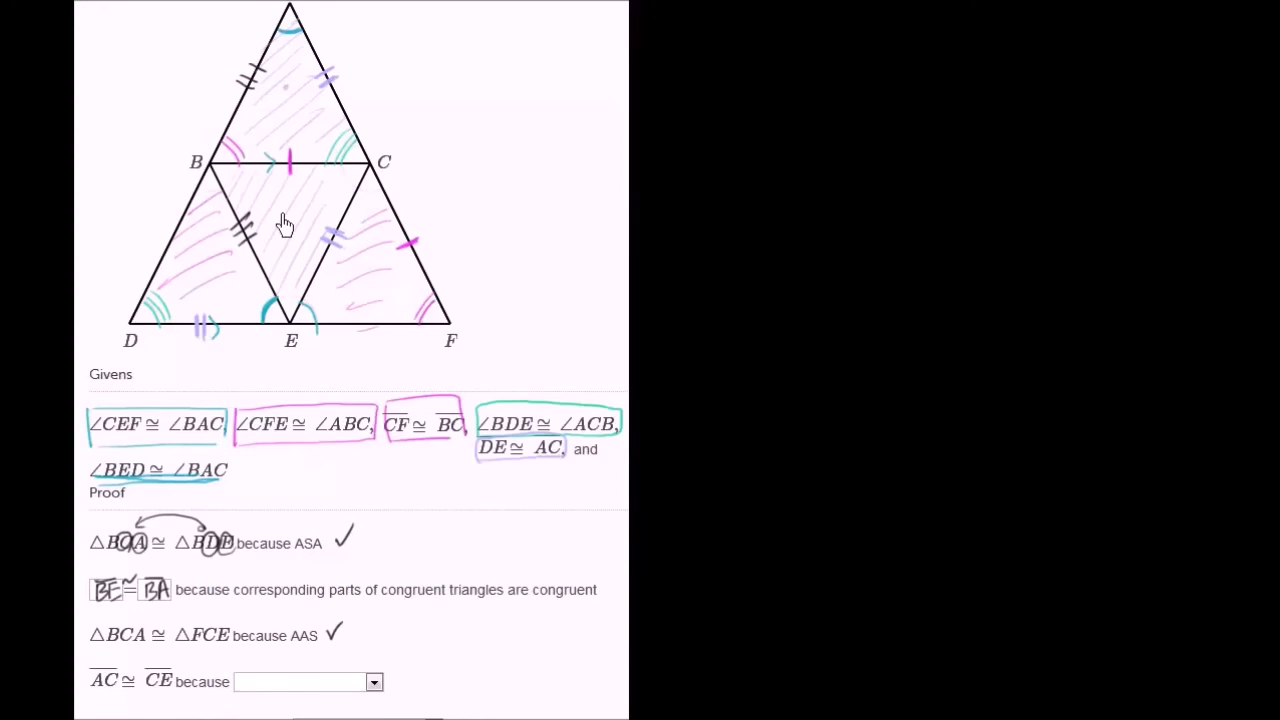 B C
D E F
Givens
∠CEF ≅ ∠BAC, ∠CFE ≅ ∠ABC, CF ≅ BC, ∠BDE ≅ ∠ACB,
DE ≅ AC, and
∠BED ≅ ∠BAC
Proof
△BCA ≅ △BDE because ASA
BE ≅ BA because corresponding parts of congruent triangles are congruent
△BCA ≅ △FCE because AAS
AC ≅ CE because